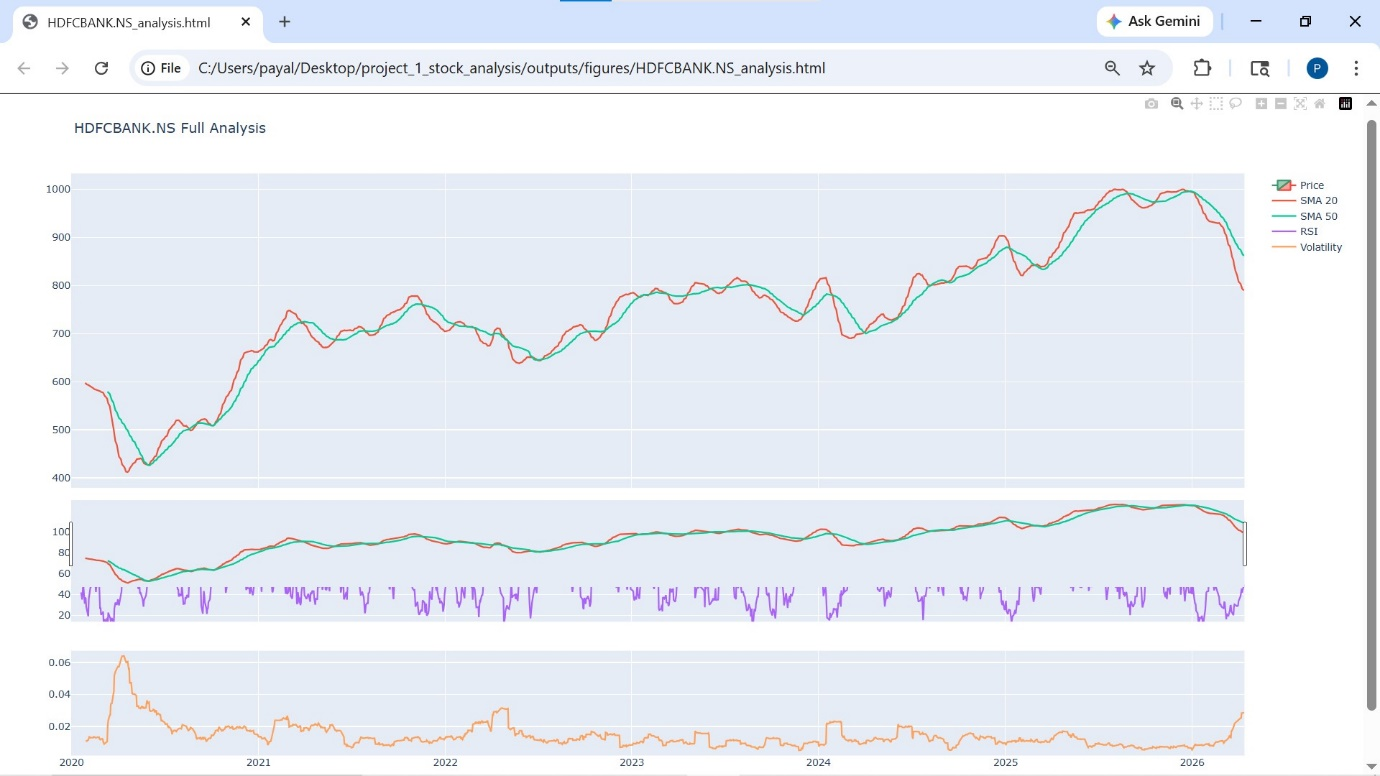 HDFCBANK.NS_analysis.html
Ask Gemini
File
C:/Users/payal/Desktop/project_1_stock_analysis/outputs/figures/HDFCBANK.NS_analysis.html
P
HDFCBANK.NS Full Analysis
1000
900
800
700
600
500
400
Price
SMA 20
SMA 50
RSI
Volatility
100
80
60
40
20
0.06
0.04
0.02
2020
2021
2022
2023
2024
2025
2026